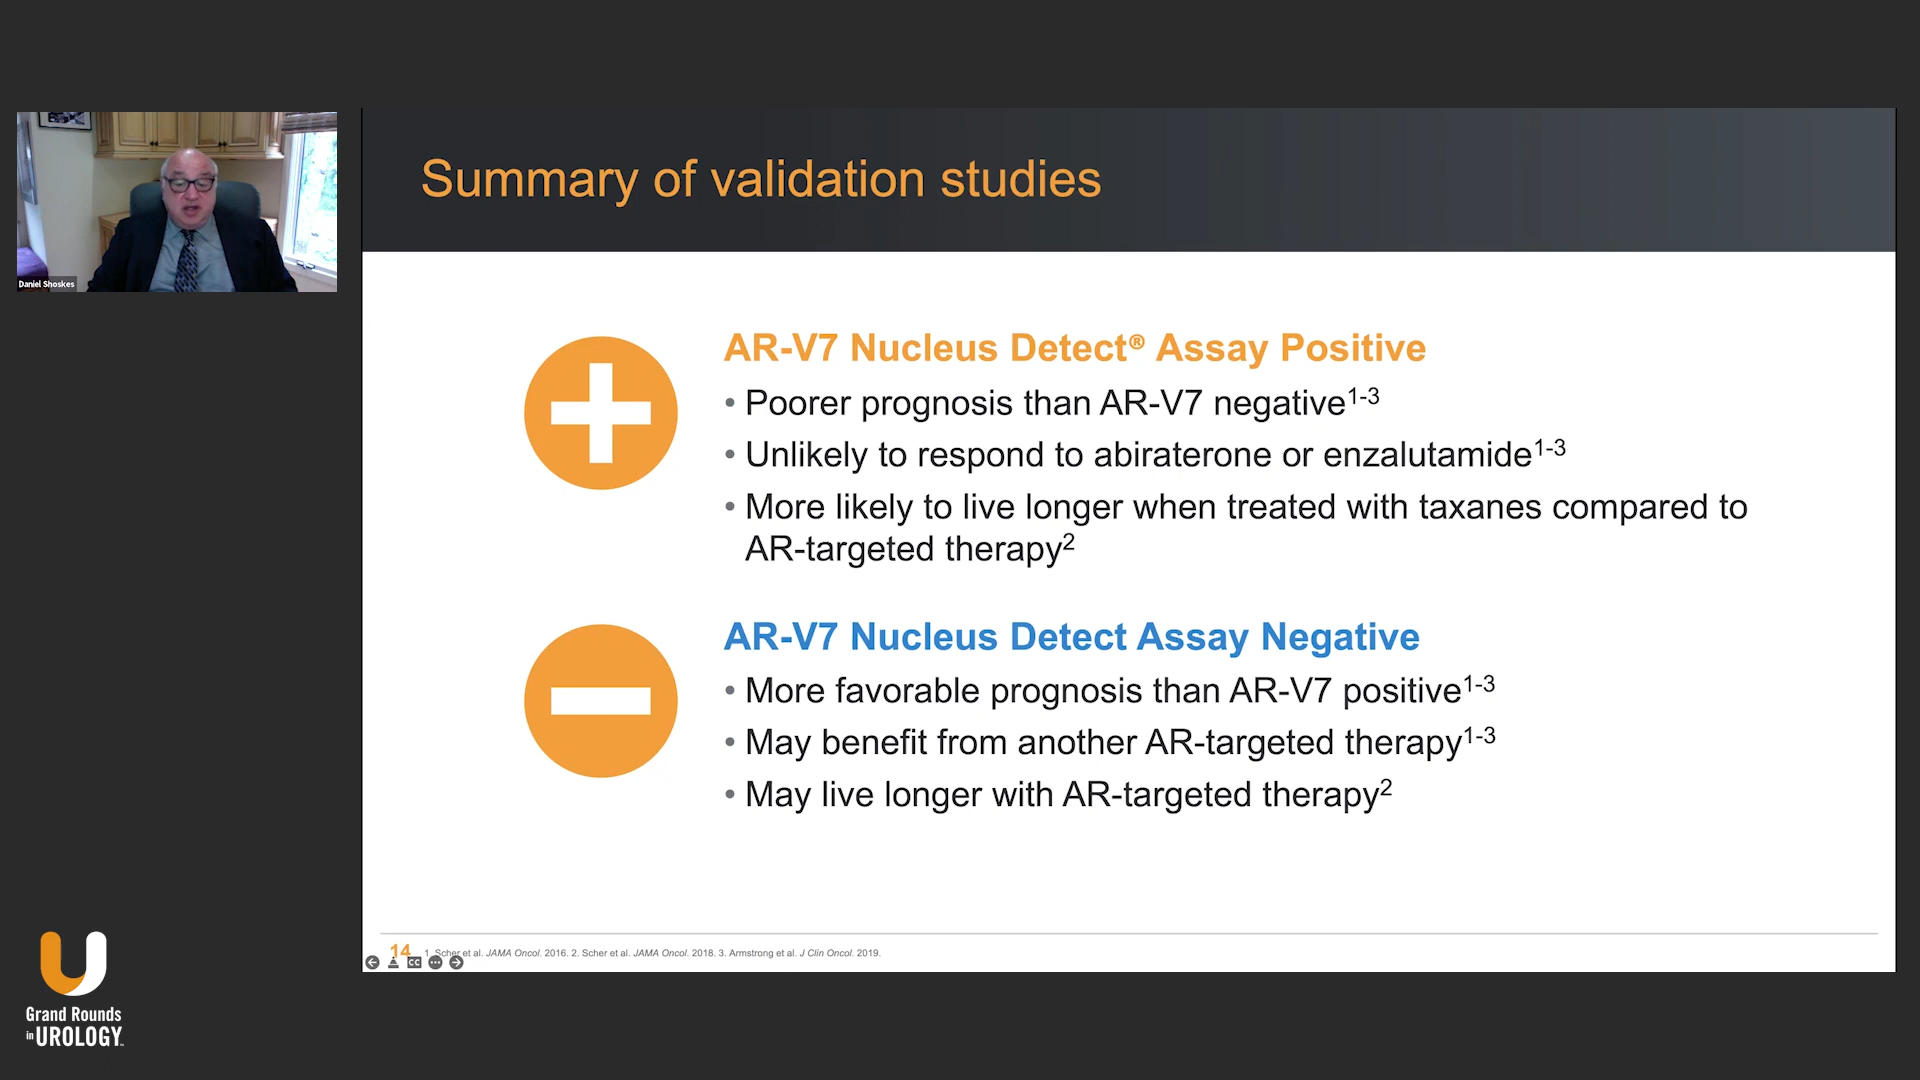 Summary of validation studies
Daniel Shoskes
AR-V7 Nucleus Detect® Assay Positive
• Poorer prognosis than AR-V7 negative1-3
• Unlikely to respond to abiraterone or enzalutamide1-3
• More likely to live longer when treated with taxanes compared to
AR-targeted therapy2
AR-V7 Nucleus Detect Assay Negative
• More favorable prognosis than AR-V7 positive1-3
• May benefit from another AR-targeted therapy1-3
• May live longer with AR-targeted therapy2
14 1. Scher et al. JAMA Oncol. 2016. 2. Scher et al. JAMA Oncol. 2018. 3. Armstrong et al. J Clin Oncol. 2019.
CC
Grand Rounds
in UROLOGY